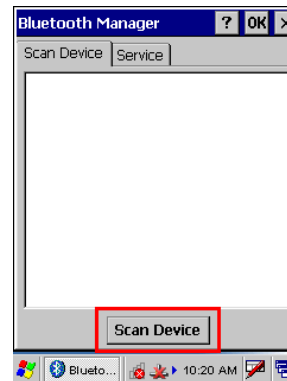 Bluetooth Manager ? OK ×
Scan Device Service
Scan Device
Blueto... 10:20 AM